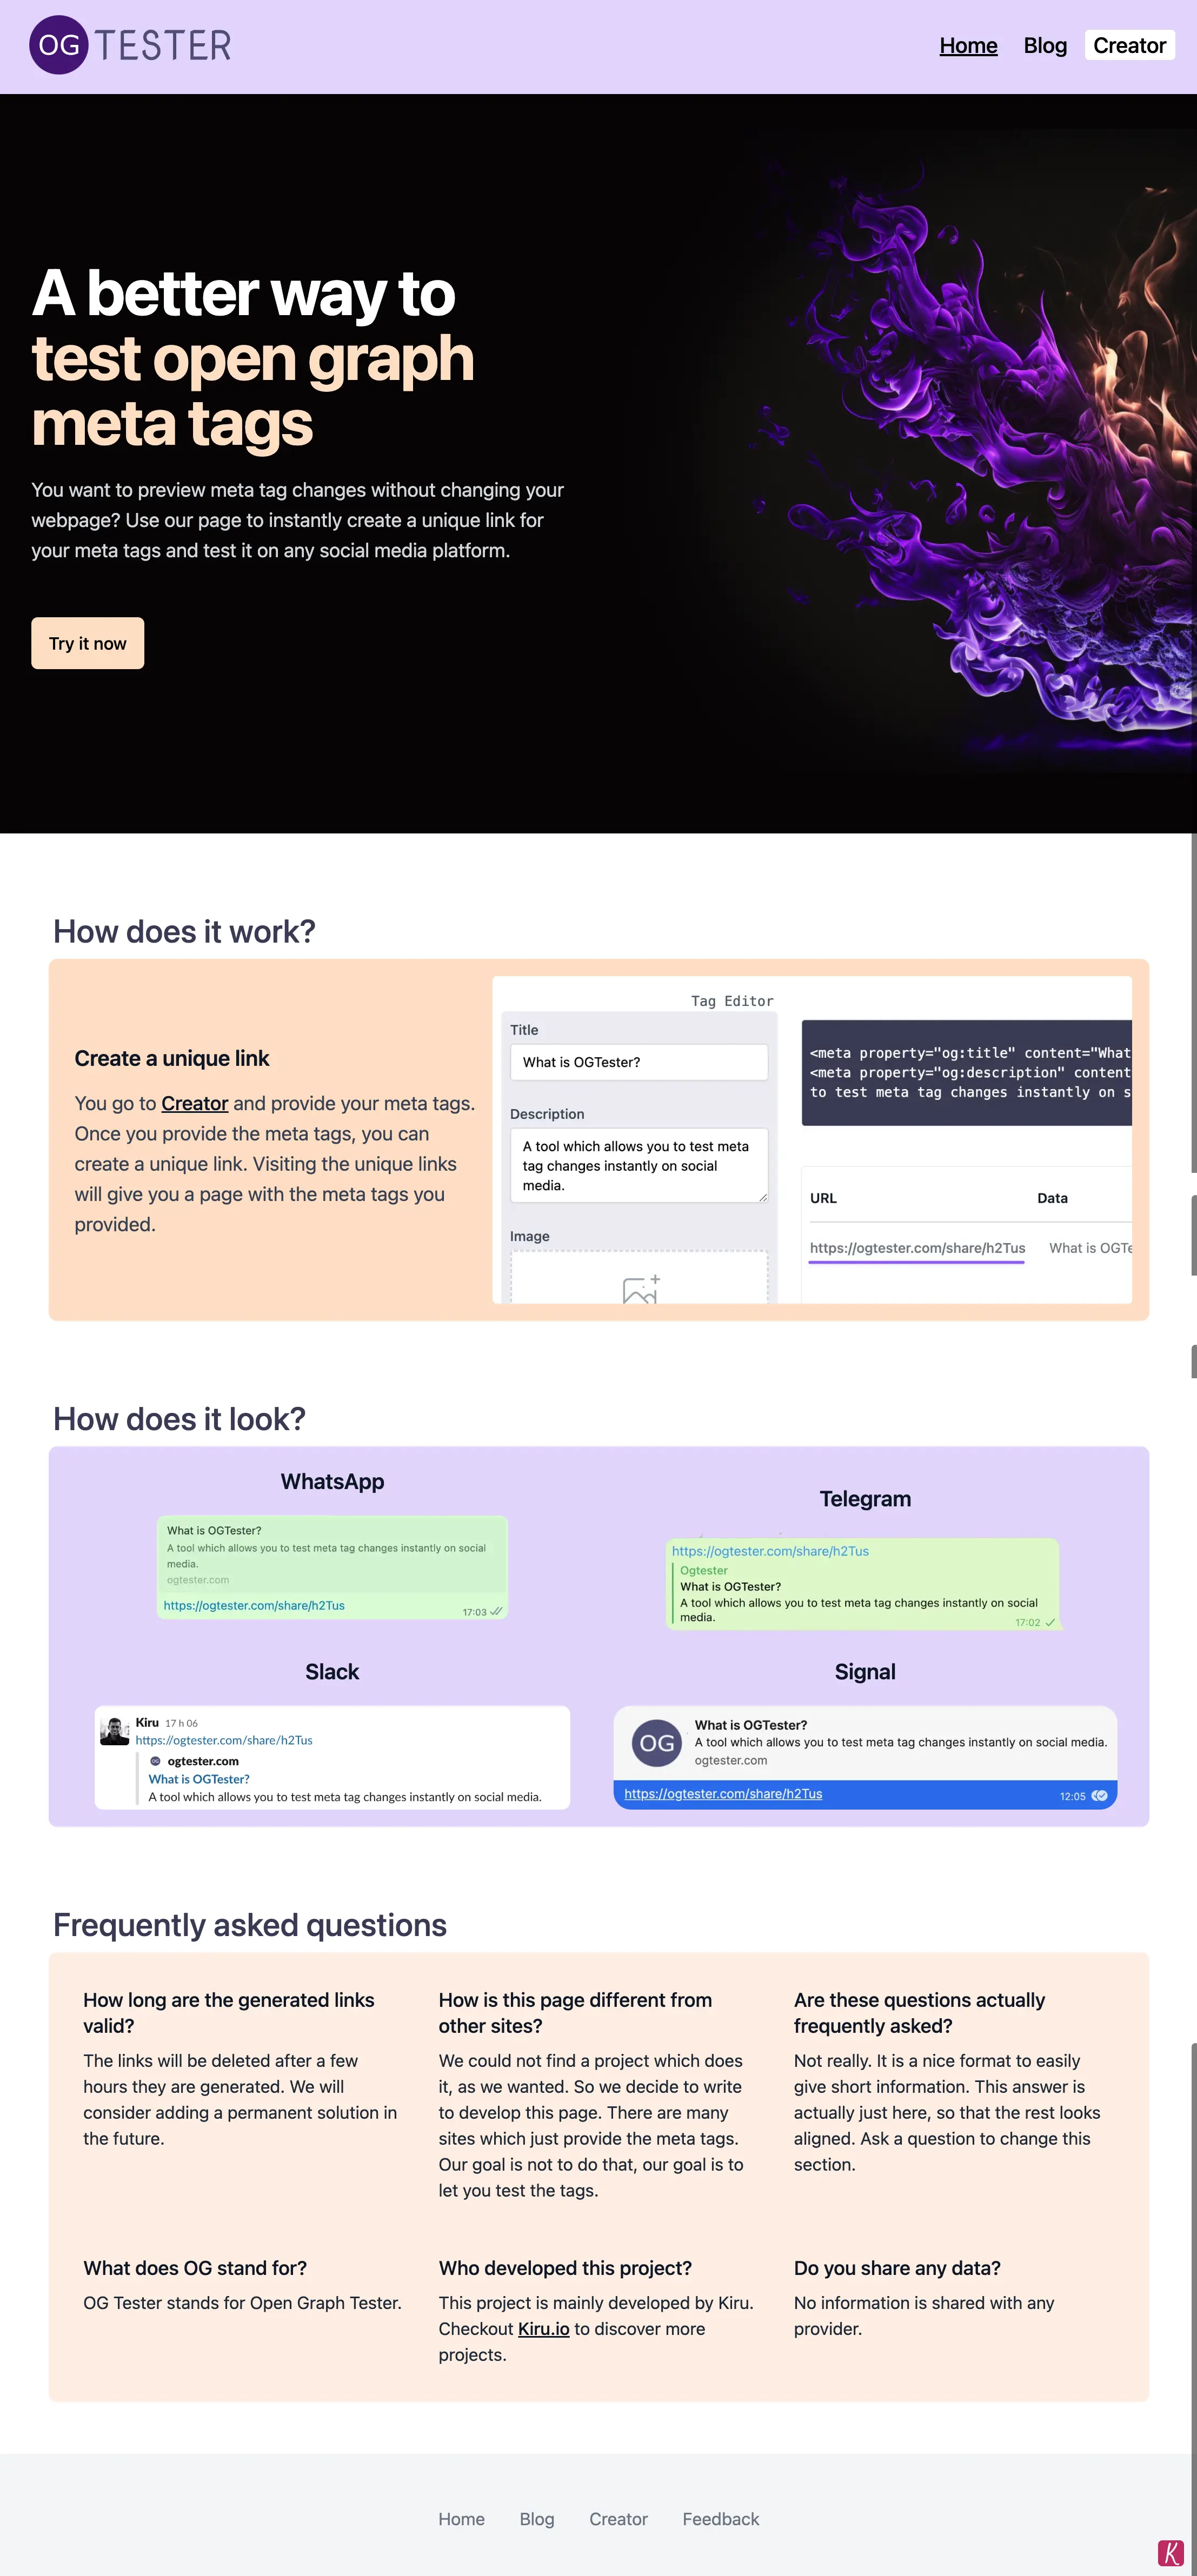 OG TESTER
Home Blog Creator
A better way to
test open graph
meta tags
You want to preview meta tag changes without changing your
webpage? Use our page to instantly create a unique link for
your meta tags and test it on any social media platform.
Try it now
How does it work?
Create a unique link
You go to Creator and provide your meta tags.
Once you provide the meta tags, you can
create a unique link. Visiting the unique links
will give you a page with the meta tags you
provided.
Tag Editor
Title
What is OGTester?
Description
A tool which allows you to test meta
tag changes instantly on social
media.
Image
<meta property="og:title" content="What
<meta property="og:description" content
to test meta tag changes instantly on s
URL Data
https://ogtester.com/share/h2Tus What is OGTe
How does it look?
WhatsApp
What is OGTester?
A tool which allows you to test meta tag changes instantly on social
media.
ogtester.com
https://ogtester.com/share/h2Tus
17:03
Telegram
https://ogtester.com/share/h2Tus
Ogtester
What is OGTester?
A tool which allows you to test meta tag changes instantly on social
media.
17:02
Slack
Kiru 17 h 06
https://ogtester.com/share/h2Tus
ogtester.com
What is OGTester?
A tool which allows you to test meta tag changes instantly on social media.
Signal
OG
What is OGTester?
A tool which allows you to test meta tag changes instantly on social media.
ogtester.com
https://ogtester.com/share/h2Tus
12:05
Frequently asked questions
How long are the generated links
valid?
The links will be deleted after a few
hours they are generated. We will
consider adding a permanent solution in
the future.
How is this page different from
other sites?
We could not find a project which does
it, as we wanted. So we decide to write
to develop this page. There are many
sites which just provide the meta tags.
Our goal is not to do that, our goal is to
let you test the tags.
Are these questions actually
frequently asked?
Not really. It is a nice format to easily
give short information. This answer is
actually just here, so that the rest looks
aligned. Ask a question to change this
section.
What does OG stand for?
OG Tester stands for Open Graph Tester.
Who developed this project?
This project is mainly developed by Kiru.
Checkout Kiru.io to discover more
projects.
Do you share any data?
No information is shared with any
provider.
Home Blog Creator Feedback
K